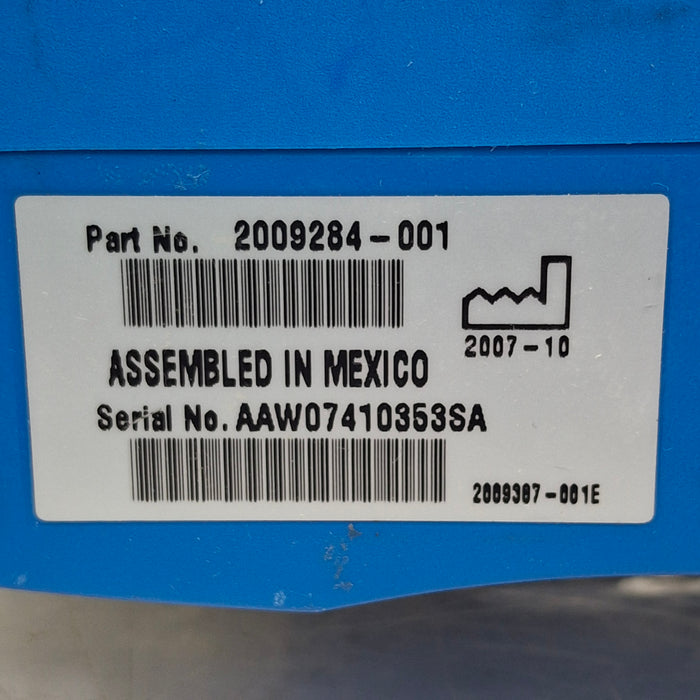 Part No. 2009284-001
2007-10
ASSEMBLED IN MEXICO
Serial No. AAW07410353SA
2009387-001E